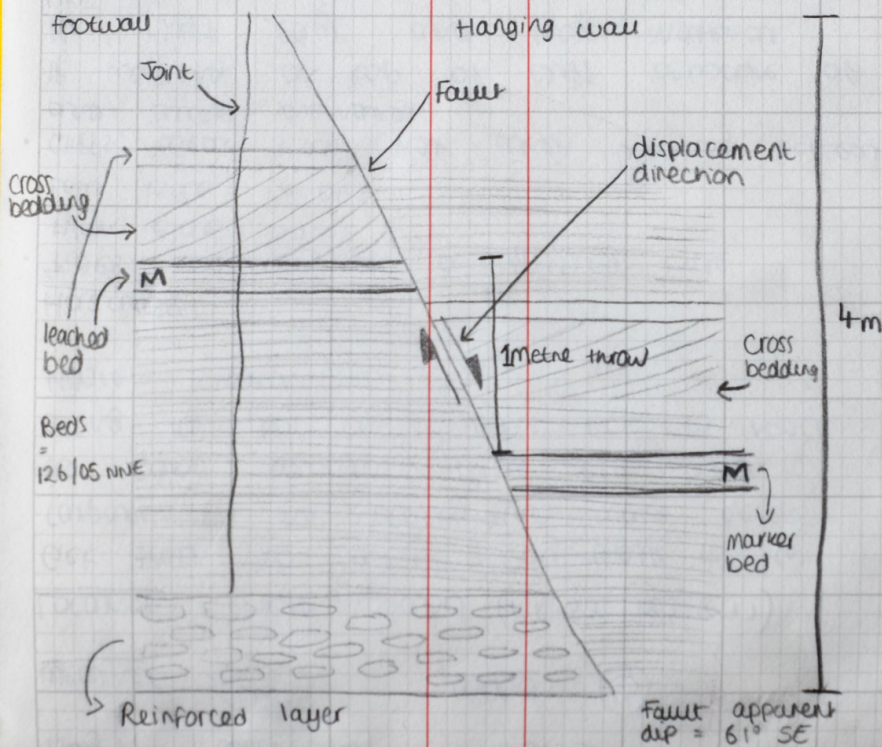 Footwall
Hanging wall
Joint
Fault
displacement
direction
Cross
bedding
M
leached
bed
4m
1Metre throw
Cross
bedding
Beds
=
126/05 NNE
M
marker
bed
Reinforced layer
Fault apparent
dip = 61° SE